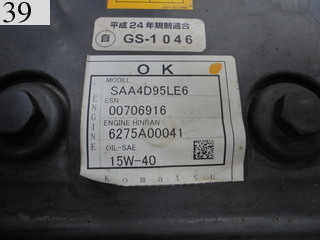 39
平成24年規制適合
自 GS-1046
OK
ENGINE
MODEL
SAA4D95LE6
ESN
00706916
ENGINE HINBAN
6275A00041
OIL-SAE
15W-40
Komatsu